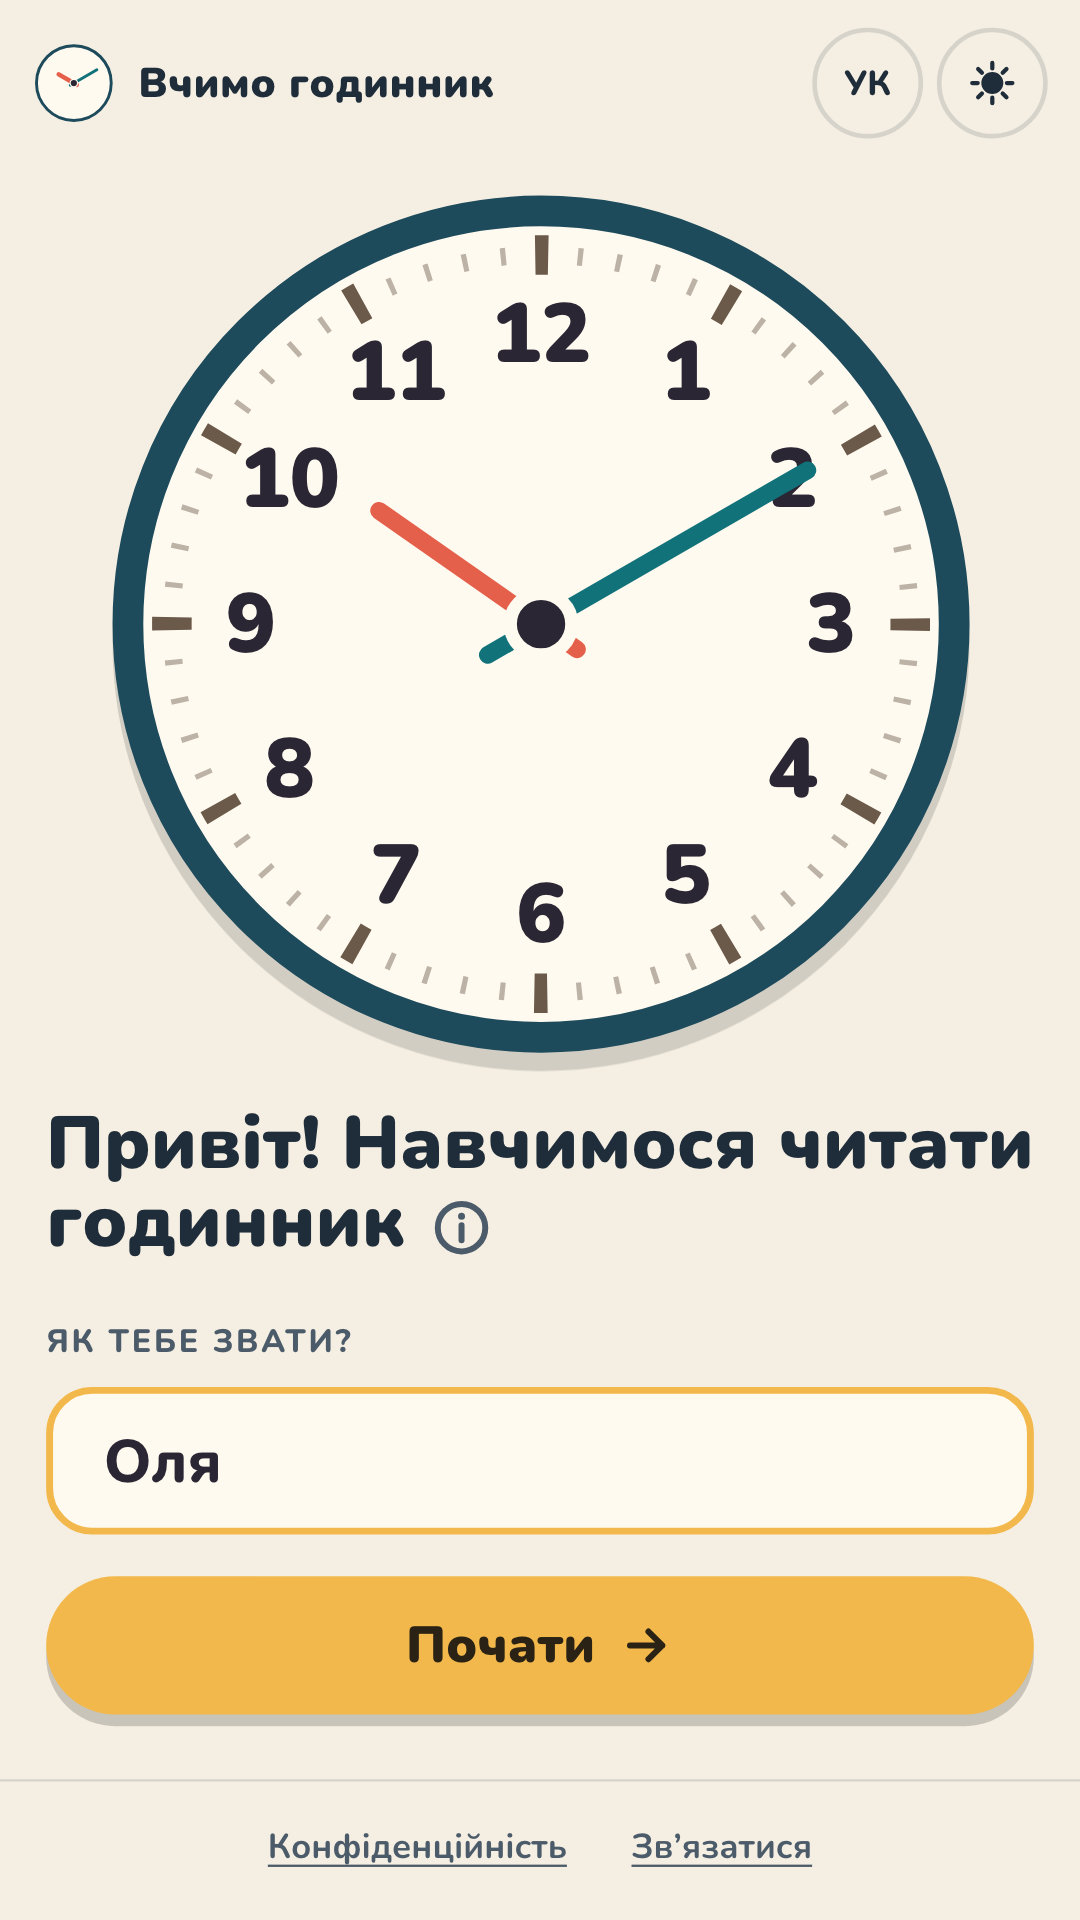 Вчимо годинник
УК
12
11
1
10
2
9
3
8
4
7
5
6
Привіт! Навчимося читати
годинник
ЯК ТЕБЕ ЗВАТИ?
Оля
Почати →
Конфіденційність
Зв’язатися